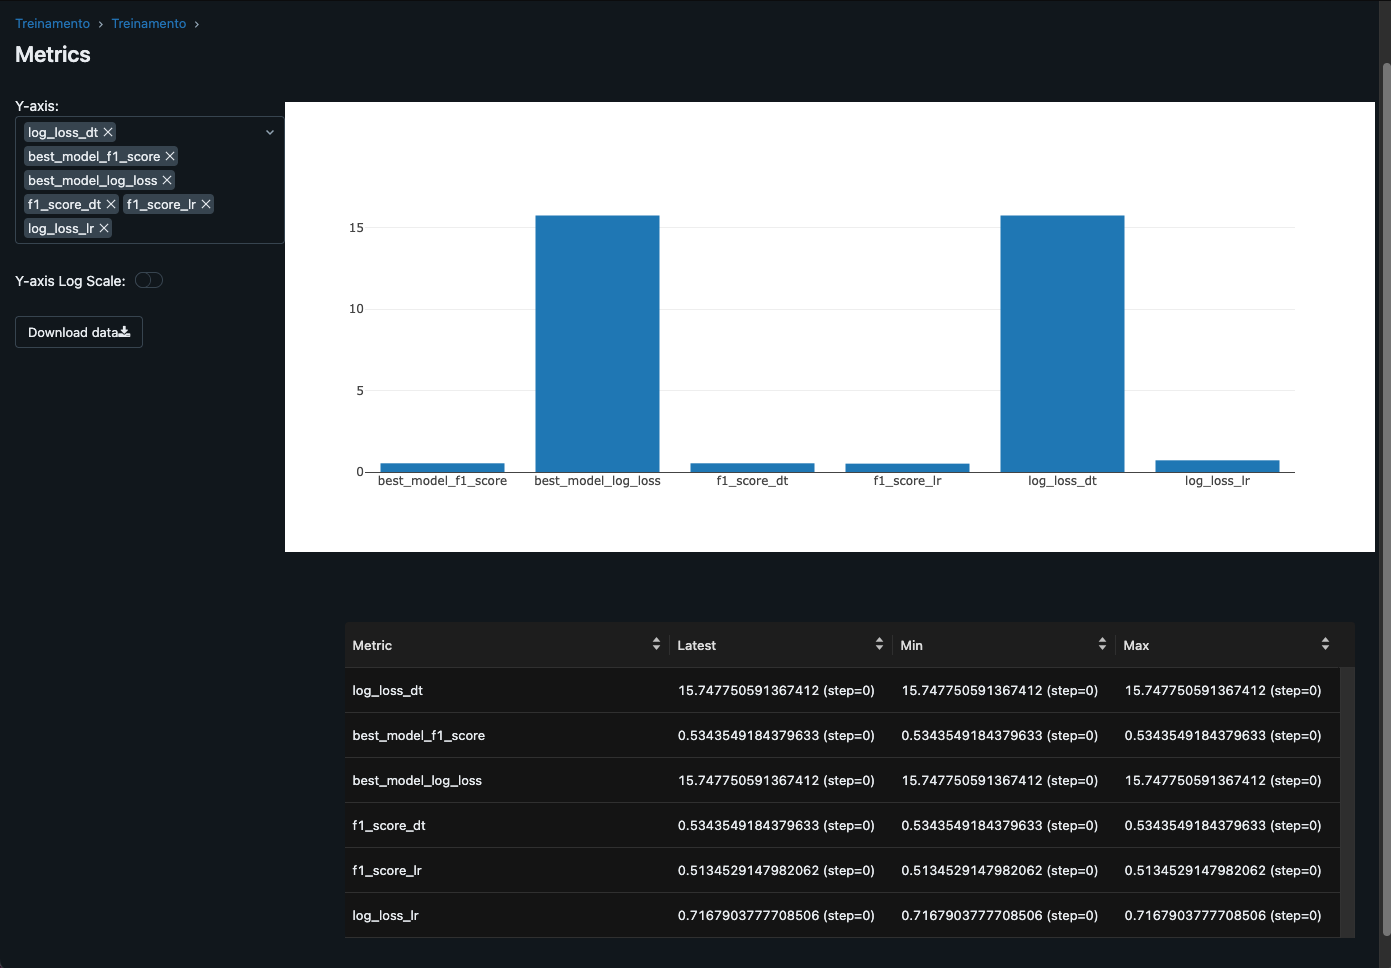 Treinamento › Treinamento ›
Metrics
Y-axis:
log_loss_dt ×
best_model_f1_score ×
best_model_log_loss ×
f1_score_dt × f1_score_lr ×
log_loss_lr ×
Y-axis Log Scale:
Download data
15
10
5
0
best_model_f1_score best_model_log_loss f1_score_dt f1_score_lr log_loss_dt log_loss_lr
Metric Latest Min Max
log_loss_dt 15.747750591367412 (step=0) 15.747750591367412 (step=0) 15.747750591367412 (step=0)
best_model_f1_score 0.5343549184379633 (step=0) 0.5343549184379633 (step=0) 0.5343549184379633 (step=0)
best_model_log_loss 15.747750591367412 (step=0) 15.747750591367412 (step=0) 15.747750591367412 (step=0)
f1_score_dt 0.5343549184379633 (step=0) 0.5343549184379633 (step=0) 0.5343549184379633 (step=0)
f1_score_lr 0.5134529147982062 (step=0) 0.5134529147982062 (step=0) 0.5134529147982062 (step=0)
log_loss_lr 0.7167903777708506 (step=0) 0.7167903777708506 (step=0) 0.7167903777708506 (step=0)